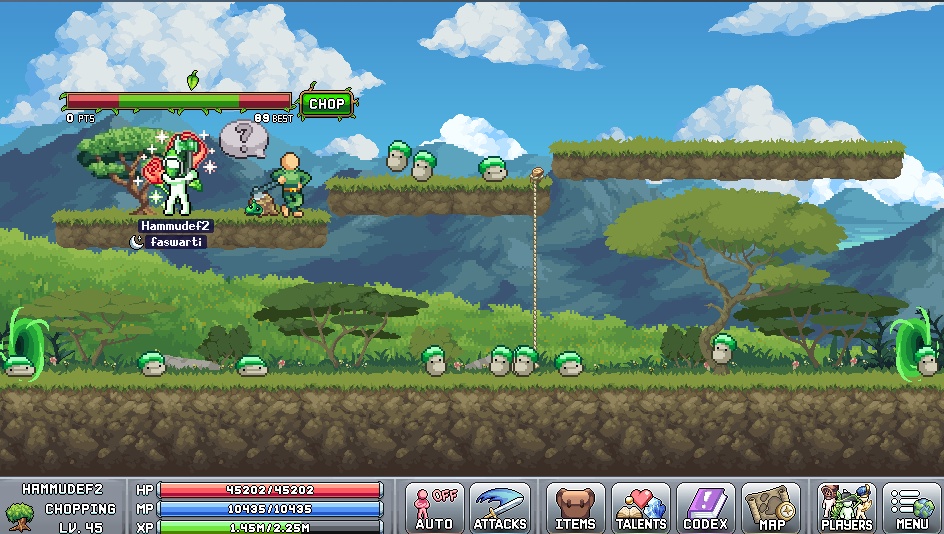 CHOP
0 PTS
89 BEST
?
Hammudef2
faswarti
HAMMUDEF2
CHOPPING
LV. 45
HP 45202/45202
MP 10435/10435
XP 1.45M/2.25M
OFF
AUTO
ATTACKS
ITEMS
TALENTS
CODEX
MAP
PLAYERS
MENU